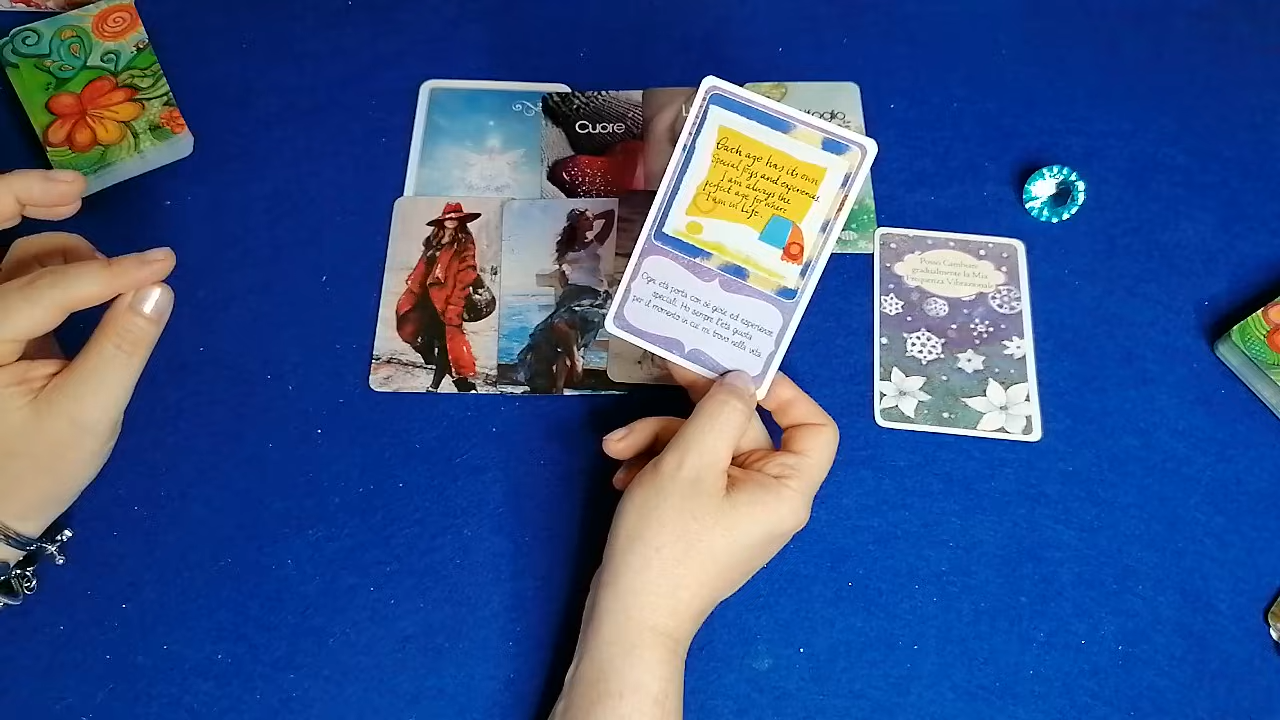 Cuore
Each age has its own
Special Joys and experiences.
I am always the
perfect age for where
I am in Life.
Ogni età porta con sé gioie ed esperienze
speciali. Ho sempre l'età giusta
per il momento in cui mi trovo nella vita.
Posso Cambiare
gradualmente la Mia
Frequenza Vibrazionale